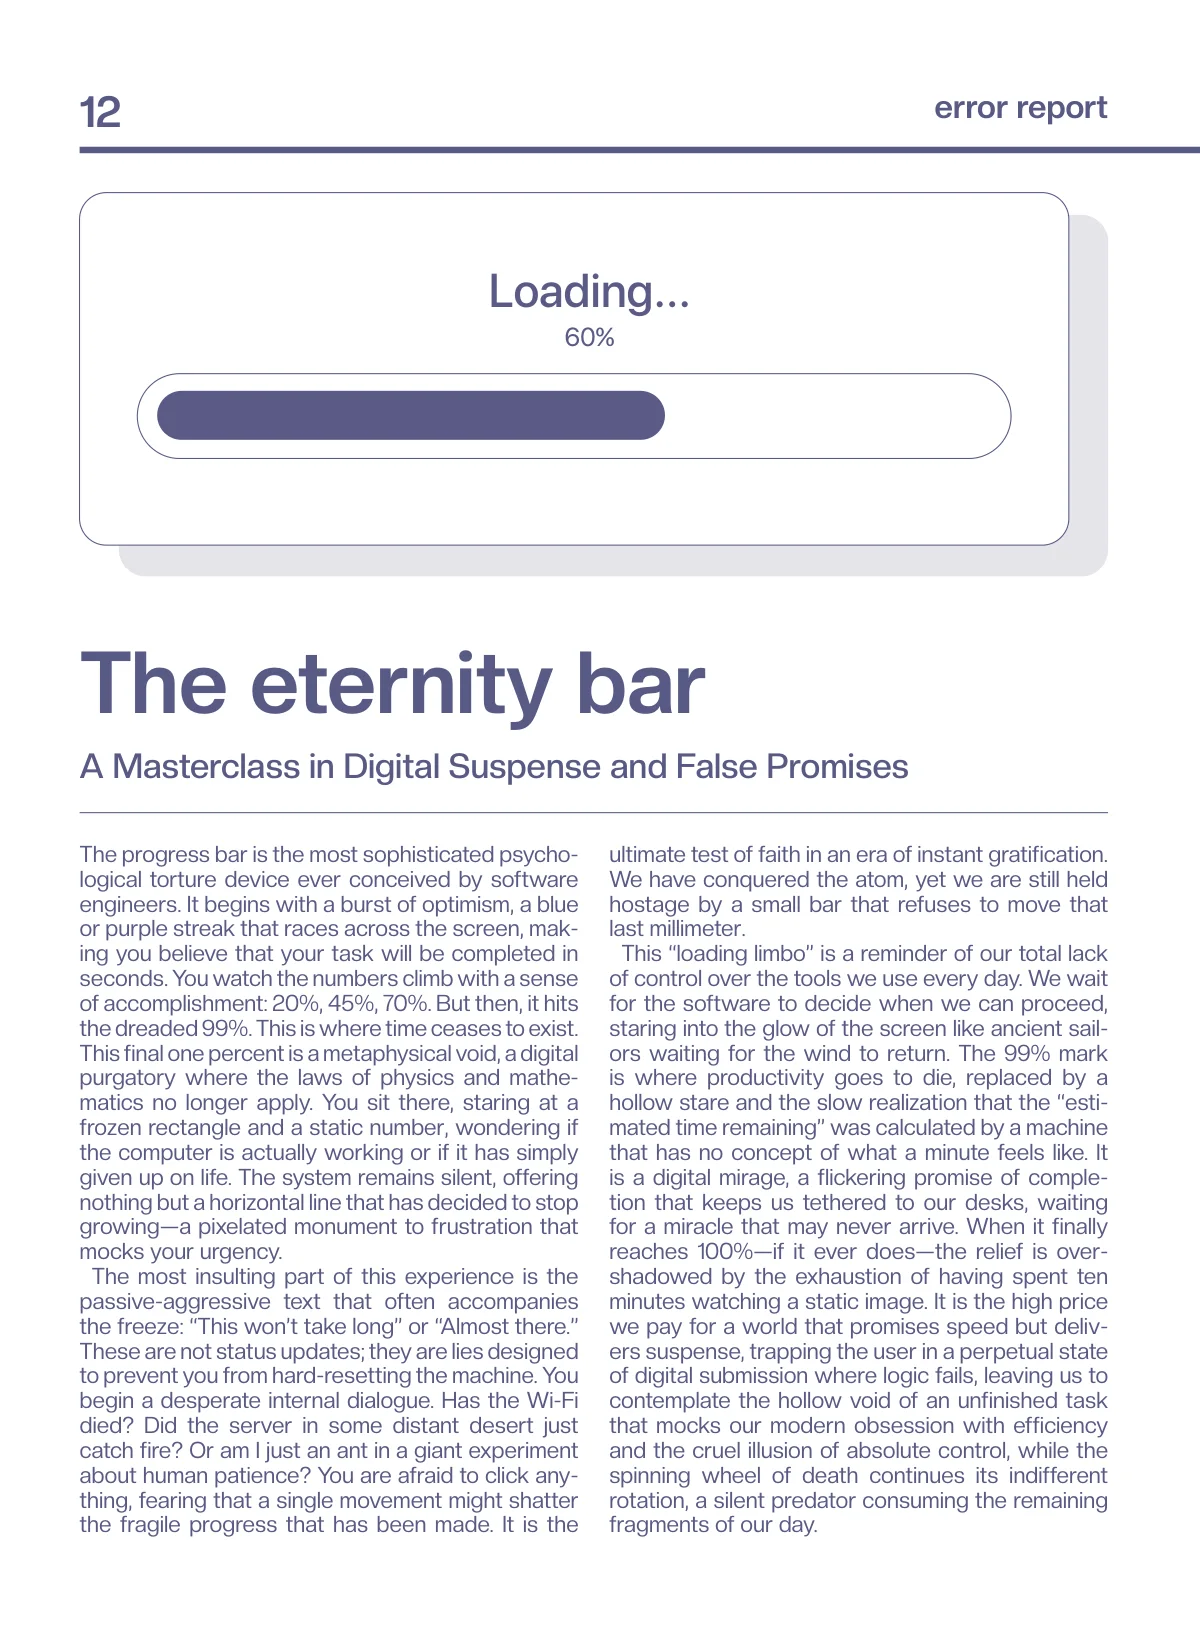 12
error report
Loading...
60%
The eternity bar
A Masterclass in Digital Suspense and False Promises
The progress bar is the most sophisticated psycho-
logical torture device ever conceived by software
engineers. It begins with a burst of optimism, a blue
or purple streak that races across the screen, mak-
ing you believe that your task will be completed in
seconds. You watch the numbers climb with a sense
of accomplishment: 20%, 45%, 70%. But then, it hits
the dreaded 99%. This is where time ceases to exist.
This final one percent is a metaphysical void, a digital
purgatory where the laws of physics and mathe-
matics no longer apply. You sit there, staring at a
frozen rectangle and a static number, wondering if
the computer is actually working or if it has simply
given up on life. The system remains silent, offering
nothing but a horizontal line that has decided to stop
growing—a pixelated monument to frustration that
mocks your urgency.
The most insulting part of this experience is the
passive-aggressive text that often accompanies
the freeze: “This won’t take long” or “Almost there.”
These are not status updates; they are lies designed
to prevent you from hard-resetting the machine. You
begin a desperate internal dialogue. Has the Wi-Fi
died? Did the server in some distant desert just
catch fire? Or am I just an ant in a giant experiment
about human patience? You are afraid to click any-
thing, fearing that a single movement might shatter
the fragile progress that has been made. It is the
ultimate test of faith in an era of instant gratification.
We have conquered the atom, yet we are still held
hostage by a small bar that refuses to move that
last millimeter.
This “loading limbo” is a reminder of our total lack
of control over the tools we use every day. We wait
for the software to decide when we can proceed,
staring into the glow of the screen like ancient sail-
ors waiting for the wind to return. The 99% mark
is where productivity goes to die, replaced by a
hollow stare and the slow realization that the “esti-
mated time remaining” was calculated by a machine
that has no concept of what a minute feels like. It
is a digital mirage, a flickering promise of comple-
tion that keeps us tethered to our desks, waiting
for a miracle that may never arrive. When it finally
reaches 100%—if it ever does—the relief is over-
shadowed by the exhaustion of having spent ten
minutes watching a static image. It is the high price
we pay for a world that promises speed but deliv-
ers suspense, trapping the user in a perpetual state
of digital submission where logic fails, leaving us to
contemplate the hollow void of an unfinished task
that mocks our modern obsession with efficiency
and the cruel illusion of absolute control, while the
spinning wheel of death continues its indifferent
rotation, a silent predator consuming the remaining
fragments of our day.